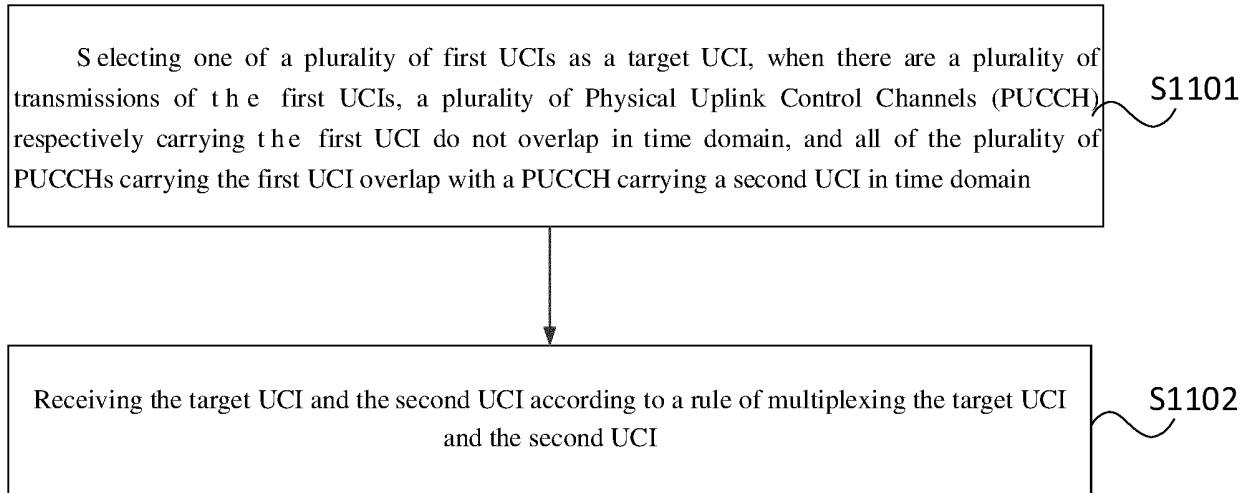 Selecting one of a plurality of first UCIs as a target UCI, when there are a plurality of
transmissions of the first UCIs, a plurality of Physical Uplink Control Channels (PUCCH)
respectively carrying the first UCI do not overlap in time domain, and all of the plurality of
PUCCHs carrying the first UCI overlap with a PUCCH carrying a second UCI in time domain
S1101
Receiving the target UCI and the second UCI according to a rule of multiplexing the target UCI
and the second UCI
S1102